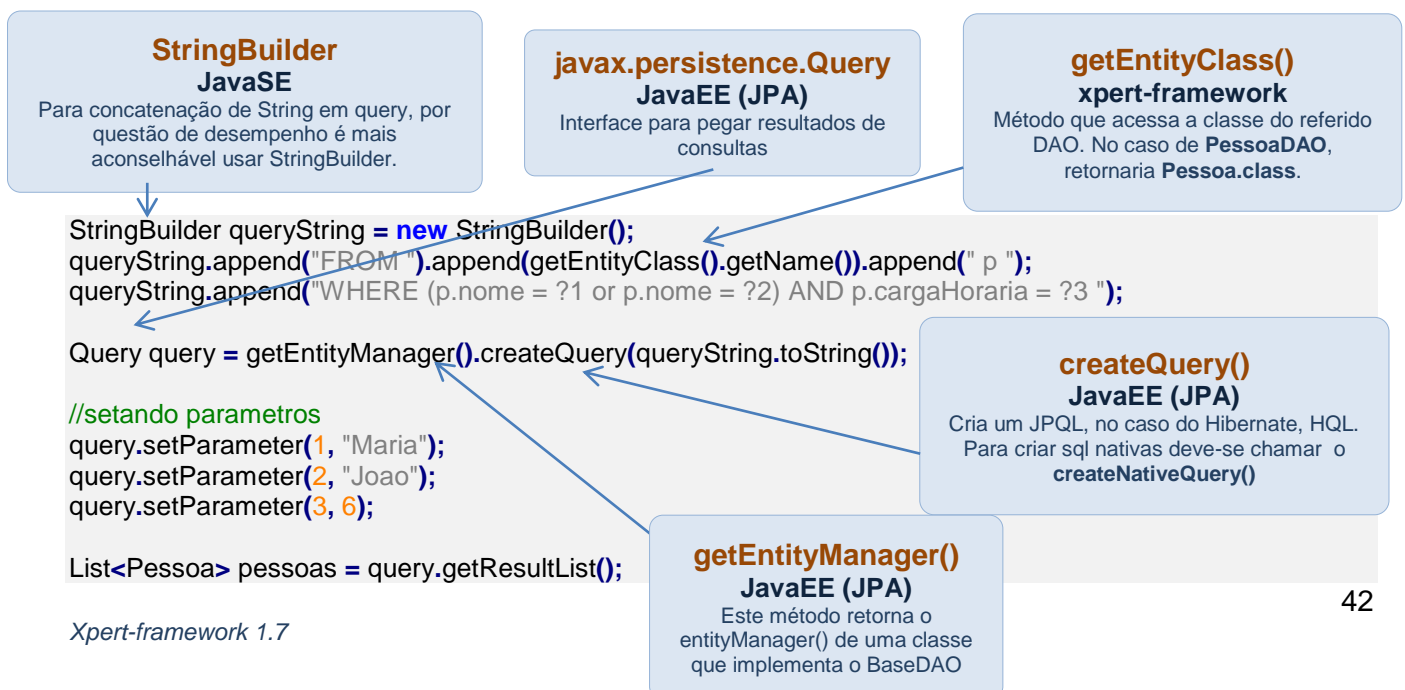 StringBuilder
JavaSE
Para concatenação de String em query, por
questão de desempenho é mais
aconselhável usar StringBuilder.
javax.persistence.Query
JavaEE (JPA)
Interface para pegar resultados de
consultas
getEntityClass()
xpert-framework
Método que acessa a classe do referido
DAO. No caso de PessoaDAO,
retornaria Pessoa.class.
StringBuilder queryString = new StringBuilder();
queryString.append("FROM ").append(getEntityClass().getName()).append(" p ");
queryString.append("WHERE (p.nome = ?1 or p.nome = ?2) AND p.cargaHoraria = ?3 ");
Query query = getEntityManager().createQuery(queryString.toString());
//setando parametros
query.setParameter(1, "Maria");
query.setParameter(2, "Joao");
query.setParameter(3, 6);
List<Pessoa> pessoas = query.getResultList();
createQuery()
JavaEE (JPA)
Cria um JPQL, no caso do Hibernate, HQL.
Para criar sql nativas deve-se chamar o
createNativeQuery()
getEntityManager()
JavaEE (JPA)
Este método retorna o
entityManager() de uma classe
que implementa o BaseDAO
42
Xpert-framework 1.7